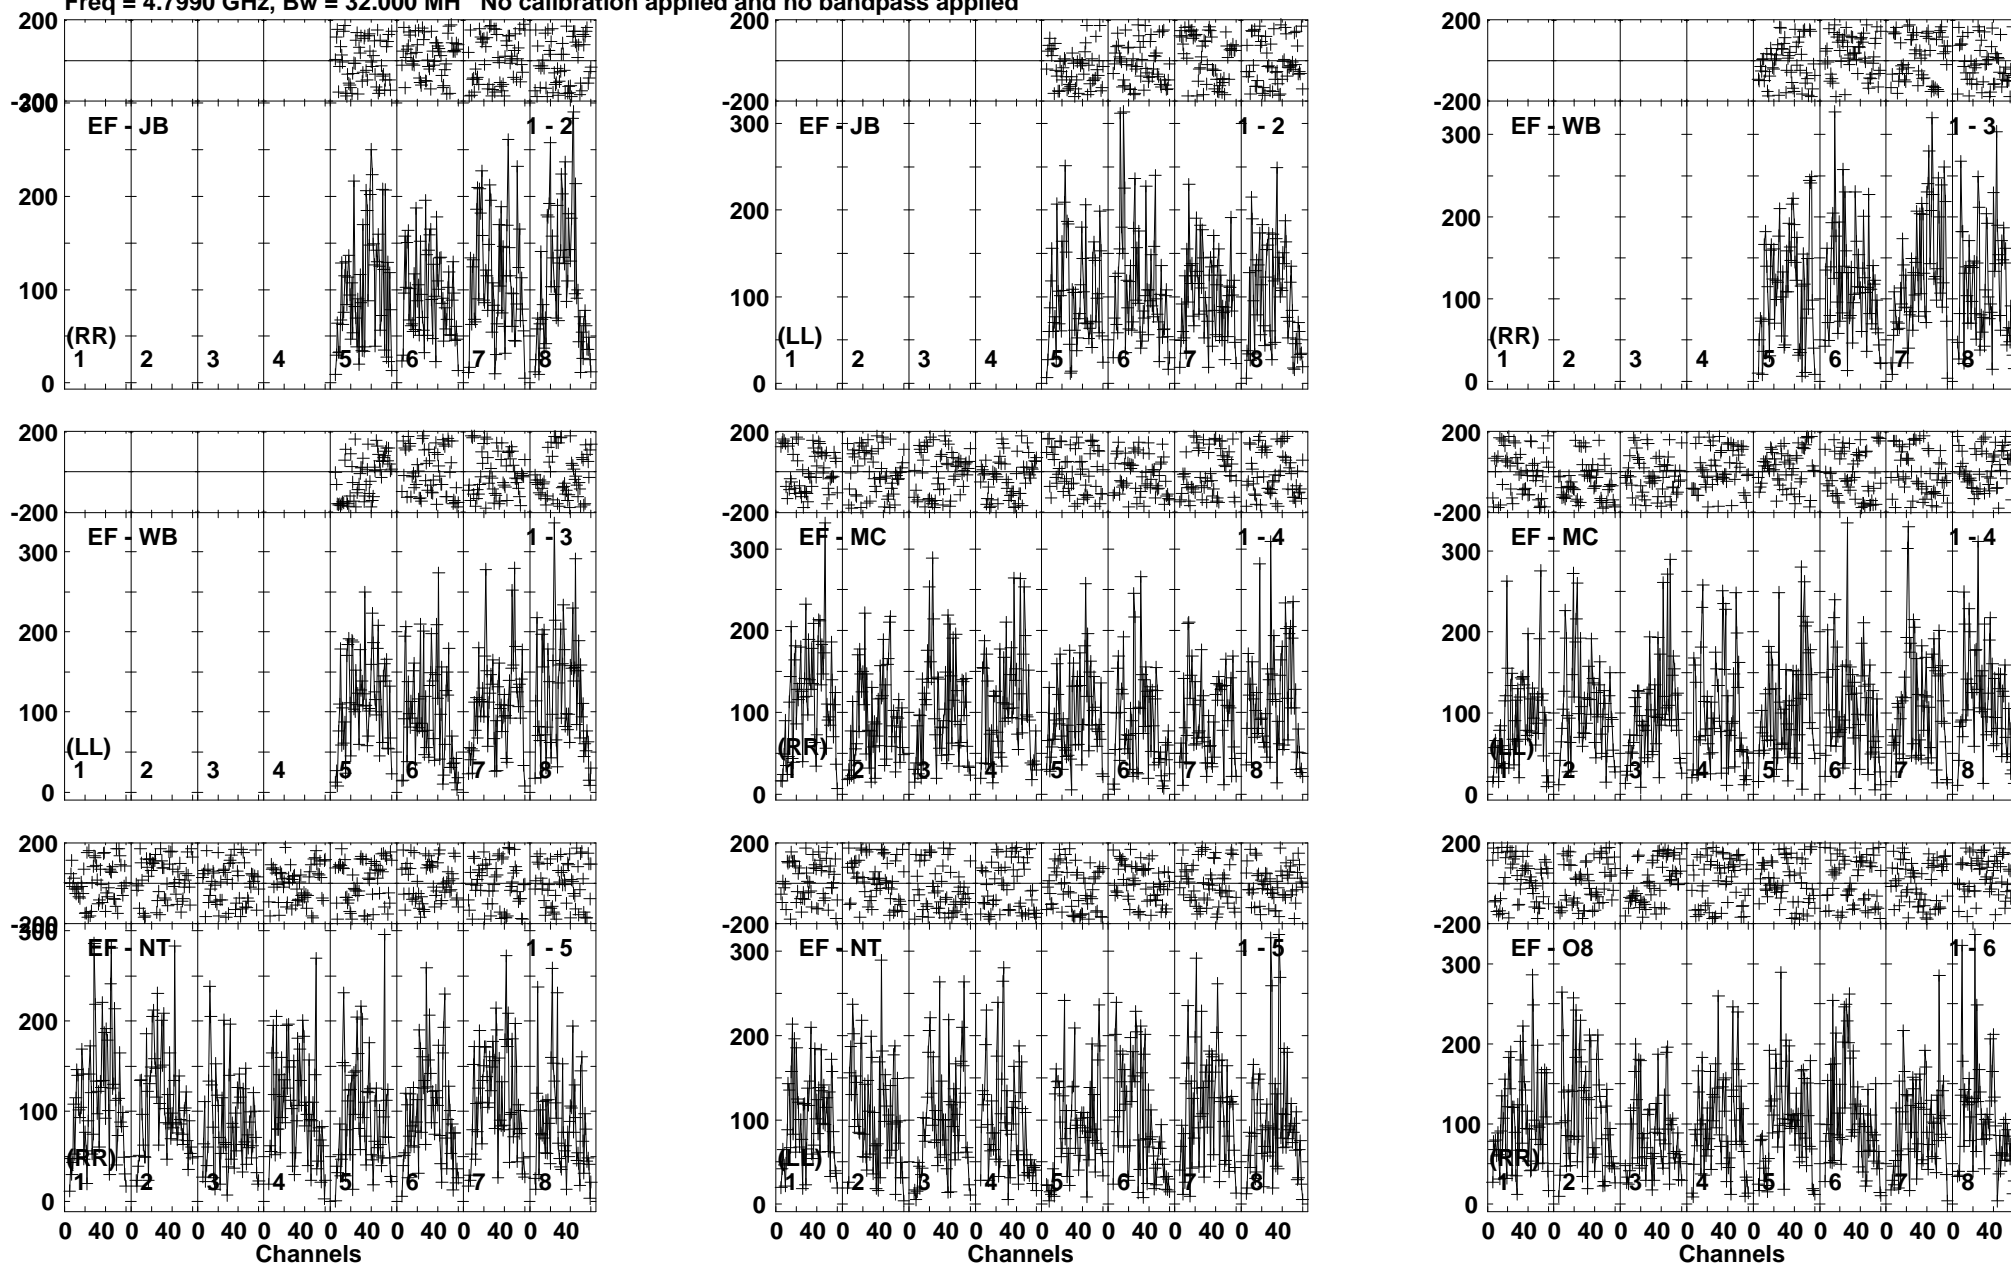 Freq = 4.7990 GHz, Bw = 32.000 MH No calibration applied and no bandpass applied
200 200 200
-200 -200
300 300 300
EF - JB 1 - 2 EF - JB 1 - 2 EF - WB 1 - 3
200 200 200
100 100 100
(RR) (LL) (RR)
1 2 3 4 5 6 7 8 1 2 3 4 5 6 7 8 1 2 3 4 5 6 7 8
0 0 0
200 200 200
-200 -200 -200
EF - WB 1 - 3 EF - MC 1 - 4 EF - MC 1 - 4
300 300 300
200 200 200
100 100 100
(LL) (RR) (LL)
1 2 3 4 5 6 7 8 1 2 3 4 5 6 7 8 1 2 3 4 5 6 7 8
0 0 0
200 200 200
-200 -200
300
EF - NT 1 - 5 EF - NT 1 - 5 EF - O8 1 - 6
300 300
200 200 200
100 100 100
(RR) (LL) (RR)
1 2 3 4 5 6 7 8 1 2 3 4 5 6 7 8 1 2 3 4 5 6 7 8
0 0 0
0 40 0 40 0 40 0 40 0 40 0 40 0 40 0 40 0 40 0 40 0 40 0 40 0 40 0 40 0 40 0 40 0 40 0 40 0 40 0 40 0 40 0 40 0 40 0 40
Channels Channels Channels